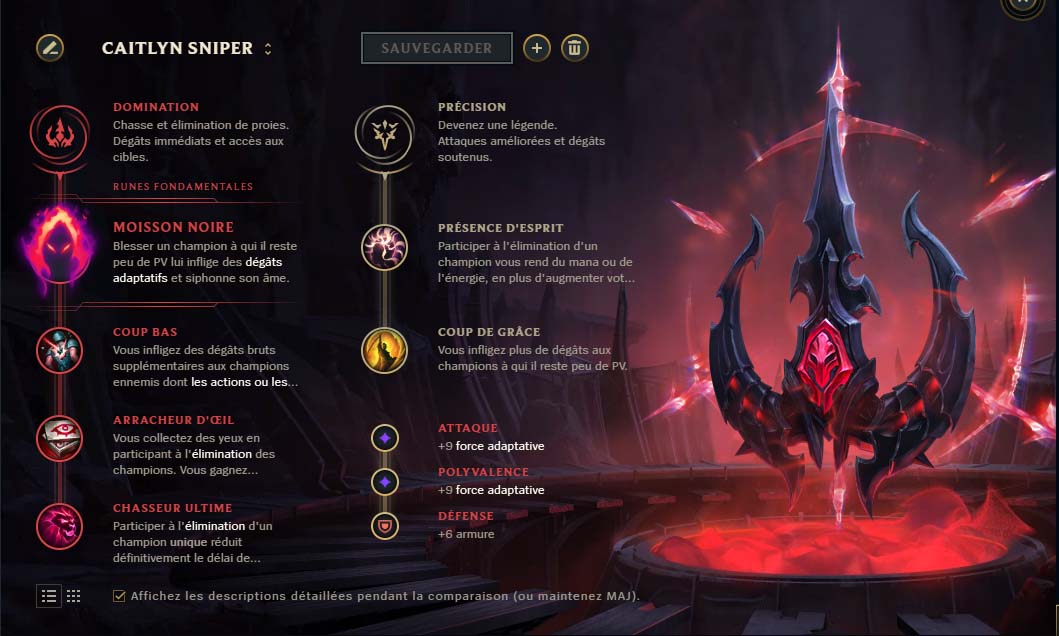 CAITLYN SNIPER
SAUVEGARDER
DOMINATION
Chasse et élimination de proies.
Dégâts immédiats et accès aux
cibles.
RUNES FONDAMENTALES
MOISSON NOIRE
Blesser un champion à qui il reste
peu de PV lui inflige des dégâts
adaptatifs et siphonne son âme.
COUP BAS
Vous infligez des dégâts bruts
supplémentaires aux champions
ennemis dont les actions ou les...
ARRACHEUR D'ŒIL
Vous collectez des yeux en
participant à l'élimination des
champions. Vous gagnez...
CHASSEUR ULTIME
Participer à l'élimination d'un
champion unique réduit
définitivement le délai de...
PRÉCISION
Devenez une légende.
Attaques améliorées et dégâts
soutenus.
PRÉSENCE D'ESPRIT
Participer à l'élimination d'un
champion vous rend du mana ou de
l'énergie, en plus d'augmenter vot...
COUP DE GRÂCE
Vous infligez plus de dégâts aux
champions à qui il reste peu de PV.
ATTAQUE
+9 force adaptative
POLYVALENCE
+9 force adaptative
DÉFENSE
+6 armure
Affichez les descriptions détaillées pendant la comparaison (ou maintenez MAJ).